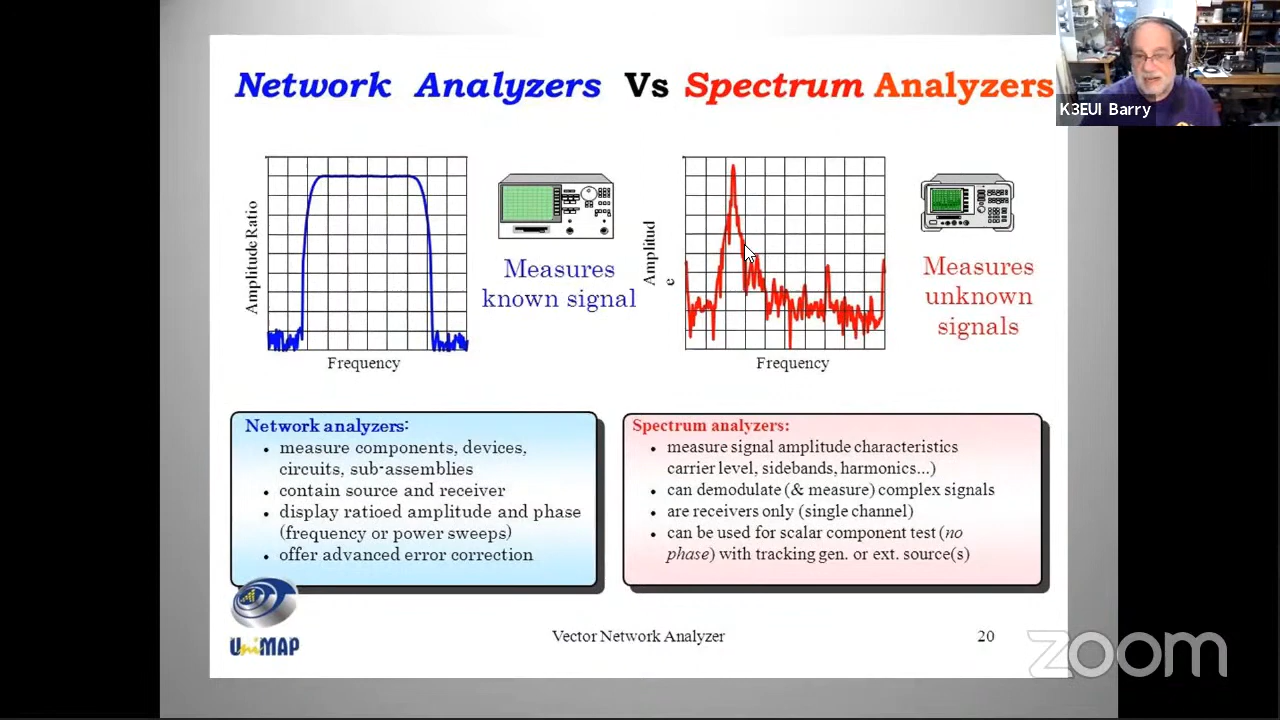 Network Analyzers Vs Spectrum Analyzers
K3EUI Barry
Amplitude Ratio
Frequency
Measures
known signal
Amplitud
e
Frequency
Measures
unknown
signals
Network analyzers:
• measure components, devices,
circuits, sub-assemblies
• contain source and receiver
• display ratioed amplitude and phase
(frequency or power sweeps)
• offer advanced error correction
Spectrum analyzers:
• measure signal amplitude characteristics
carrier level, sidebands, harmonics...)
• can demodulate (& measure) complex signals
• are receivers only (single channel)
• can be used for scalar component test (no
phase) with tracking gen. or ext. source(s)
UniMAP
Vector Network Analyzer
20
zoom